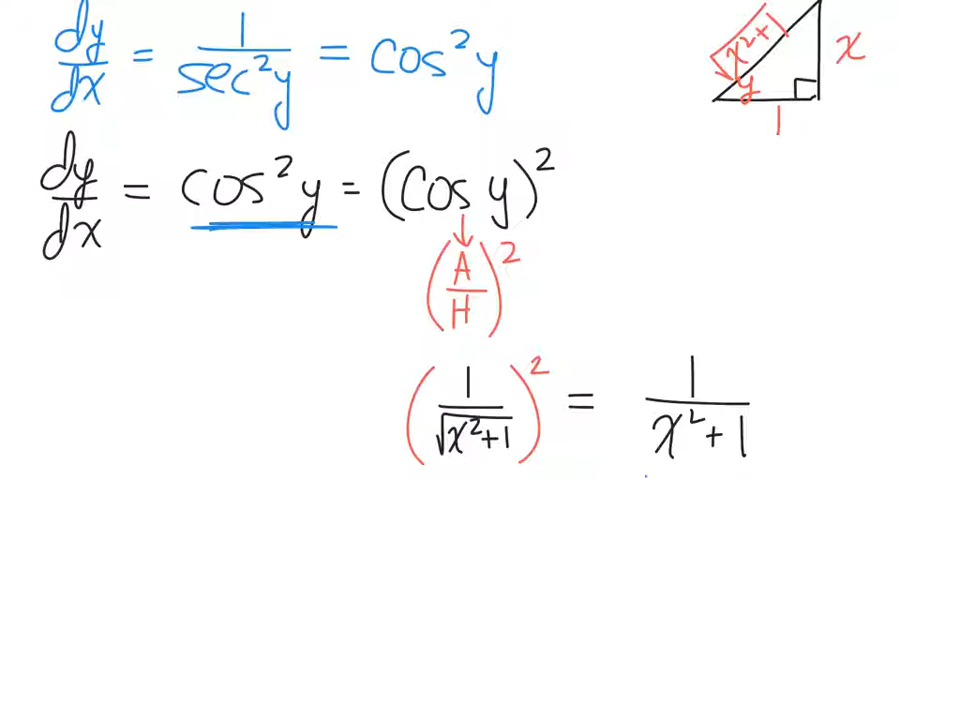 dy/dx = 1/sec²y = cos²y
√x²+1
x
y
1
dy/dx = cos²y = (cos y)²
(A/H)²
(1/√x²+1)² = 1/x²+1